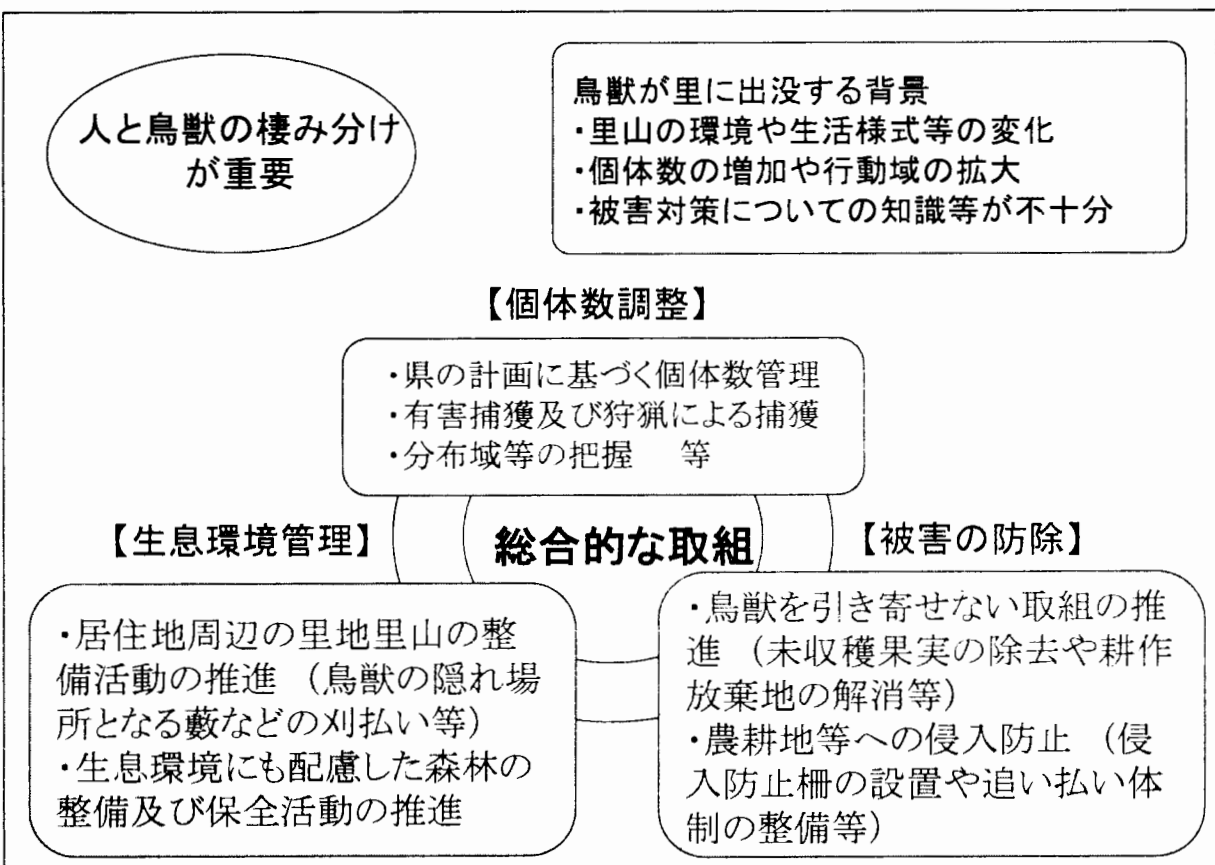 人と鳥獣の棲み分け
が重要
鳥獣が里に出没する背景
・里山の環境や生活様式等の変化
・個体数の増加や行動域の拡大
・被害対策についての知識等が不十分
【個体数調整】
・県の計画に基づく個体数管理
・有害捕獲及び狩猟による捕獲
・分布域等の把握　等
総合的な取組
【生息環境管理】
・居住地周辺の里地里山の整
備活動の推進 （鳥獣の隠れ場
所となる藪などの刈払い等）
・生息環境にも配慮した森林の
整備及び保全活動の推進
【被害の防除】
・鳥獣を引き寄せない取組の推
進 （未収穫果実の除去や耕作
放棄地の解消等）
・農耕地等への侵入防止 （侵
入防止柵の設置や追い払い体
制の整備等）